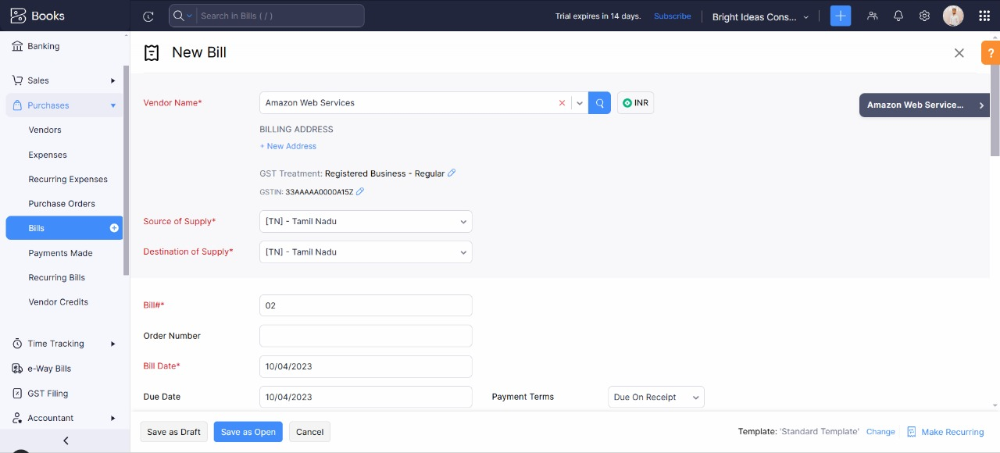 Books
Search in Bills ( / )
Trial expires in 14 days. Subscribe
Bright Ideas Cons...
Banking
Sales
Purchases
Vendors
Expenses
Recurring Expenses
Purchase Orders
Bills
Payments Made
Recurring Bills
Vendor Credits
Time Tracking
e-Way Bills
GST Filing
Accountant
New Bill
?
Vendor Name* Amazon Web Services INR
Amazon Web Service...
BILLING ADDRESS
+ New Address
GST Treatment: Registered Business - Regular
GSTIN: 33AAAAA0000A15Z
Source of Supply* [TN] - Tamil Nadu
Destination of Supply* [TN] - Tamil Nadu
Bill#* 02
Order Number
Bill Date* 10/04/2023
Due Date 10/04/2023 Payment Terms Due On Receipt
Save as Draft Save as Open Cancel
Template: 'Standard Template' Change Make Recurring